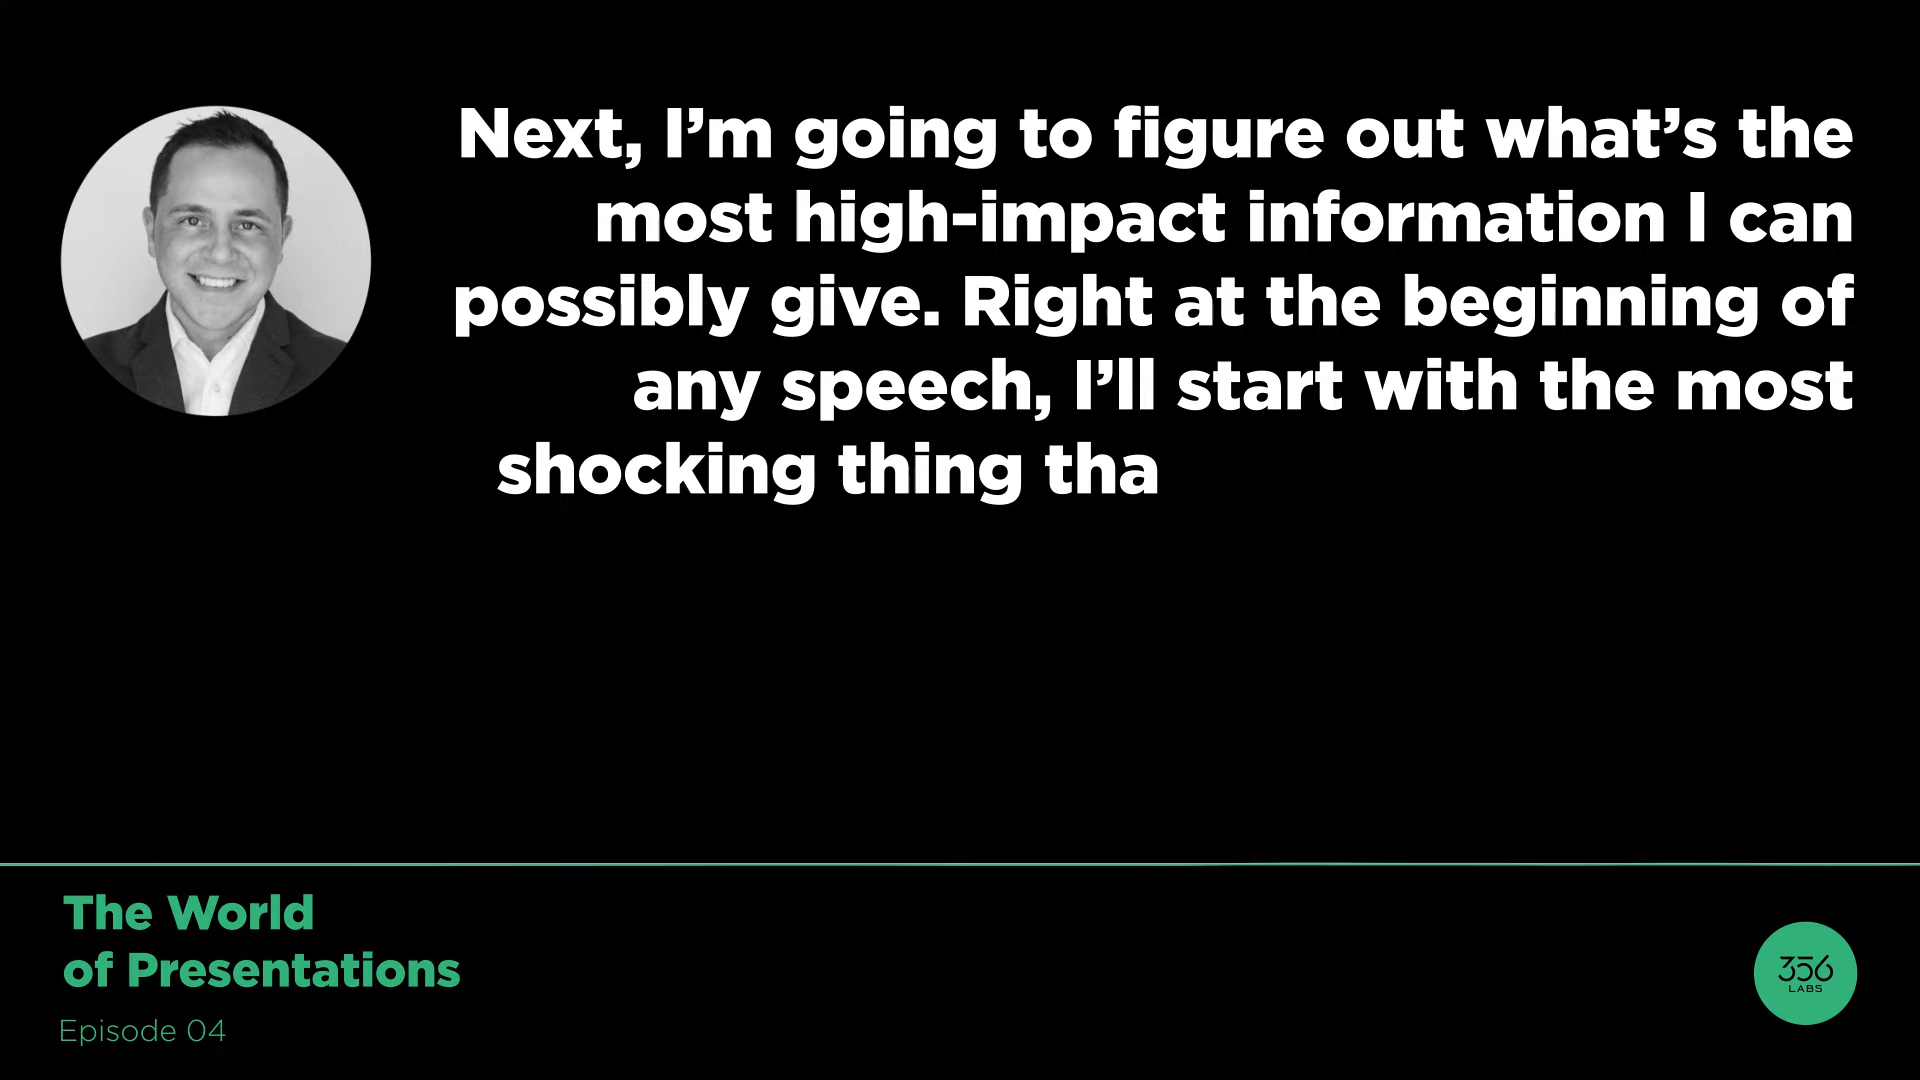 Next, I’m going to figure out what’s the
most high-impact information I can
possibly give. Right at the beginning of
any speech, I’ll start with the most
shocking thing tha
The World
of Presentations
Episode 04
356
LABS